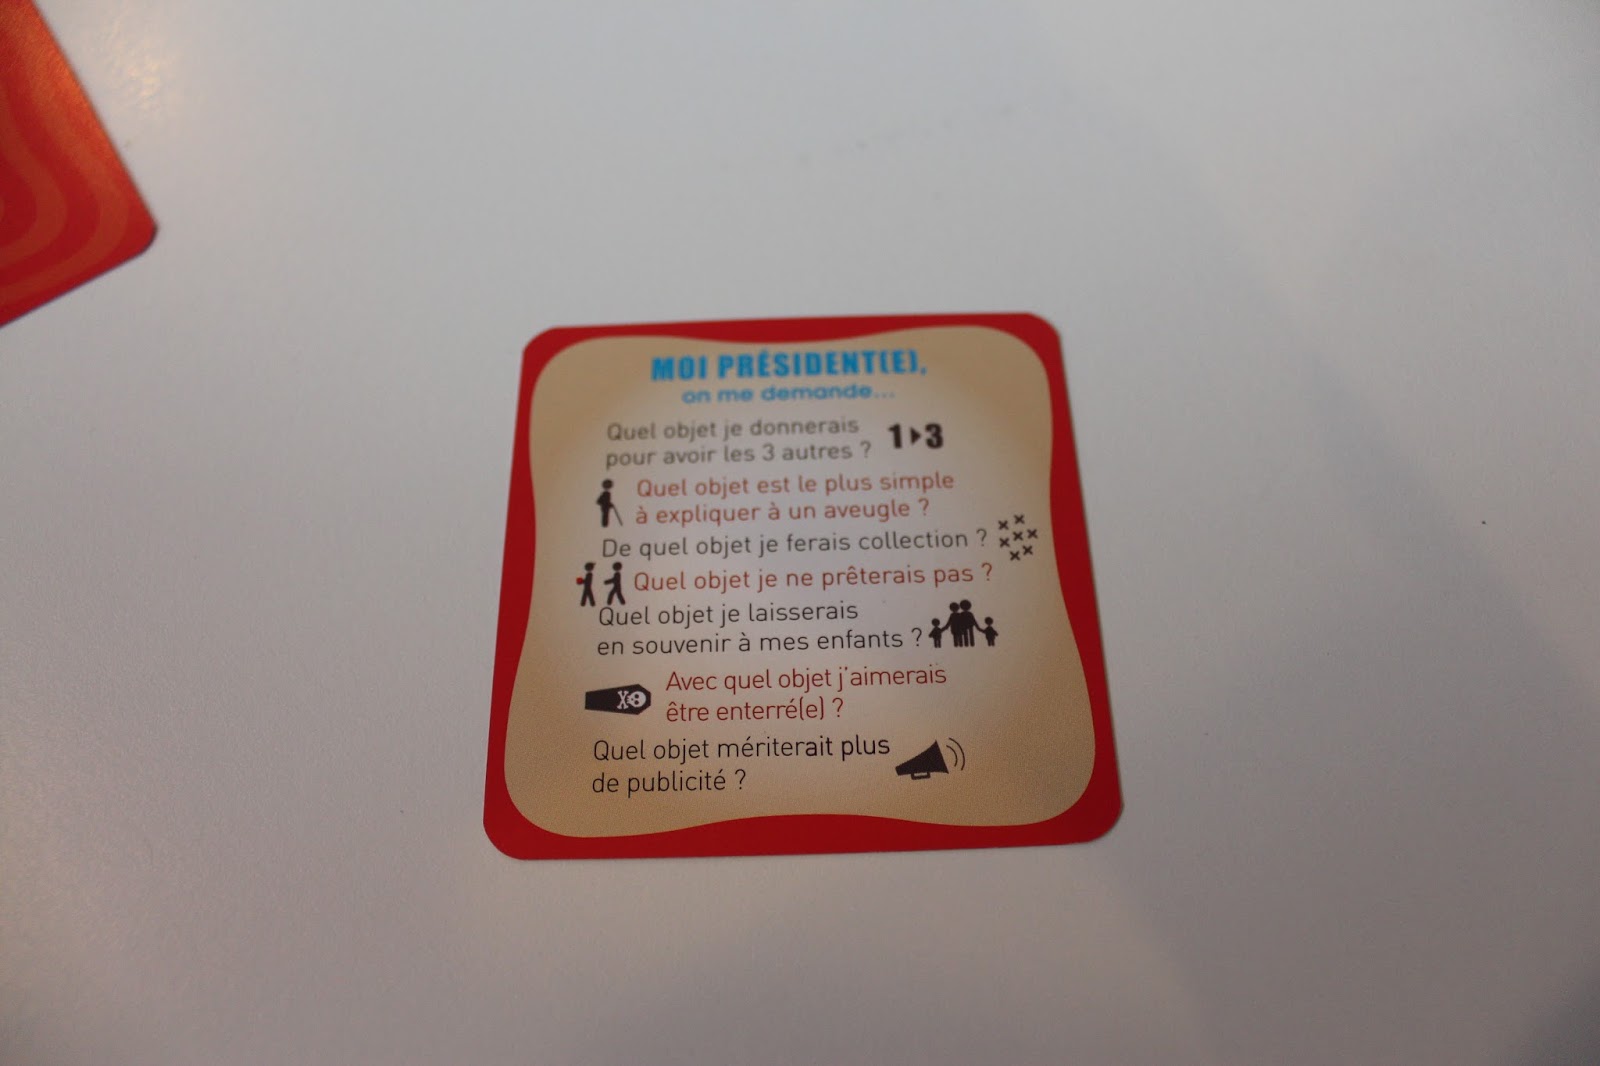 MOI PRÉSIDENT(E),
on me demande...
Quel objet je donnerais
pour avoir les 3 autres ?
1▸3
Quel objet est le plus simple
à expliquer à un aveugle ?
De quel objet je ferais collection ?
Quel objet je ne prêterais pas ?
Quel objet je laisserais
en souvenir à mes enfants ?
Avec quel objet j'aimerais
être enterré(e) ?
Quel objet mériterait plus
de publicité ?